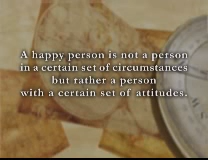 A happy person is not a person
in a certain set of circumstances
but rather a person
with a certain set of attitudes.